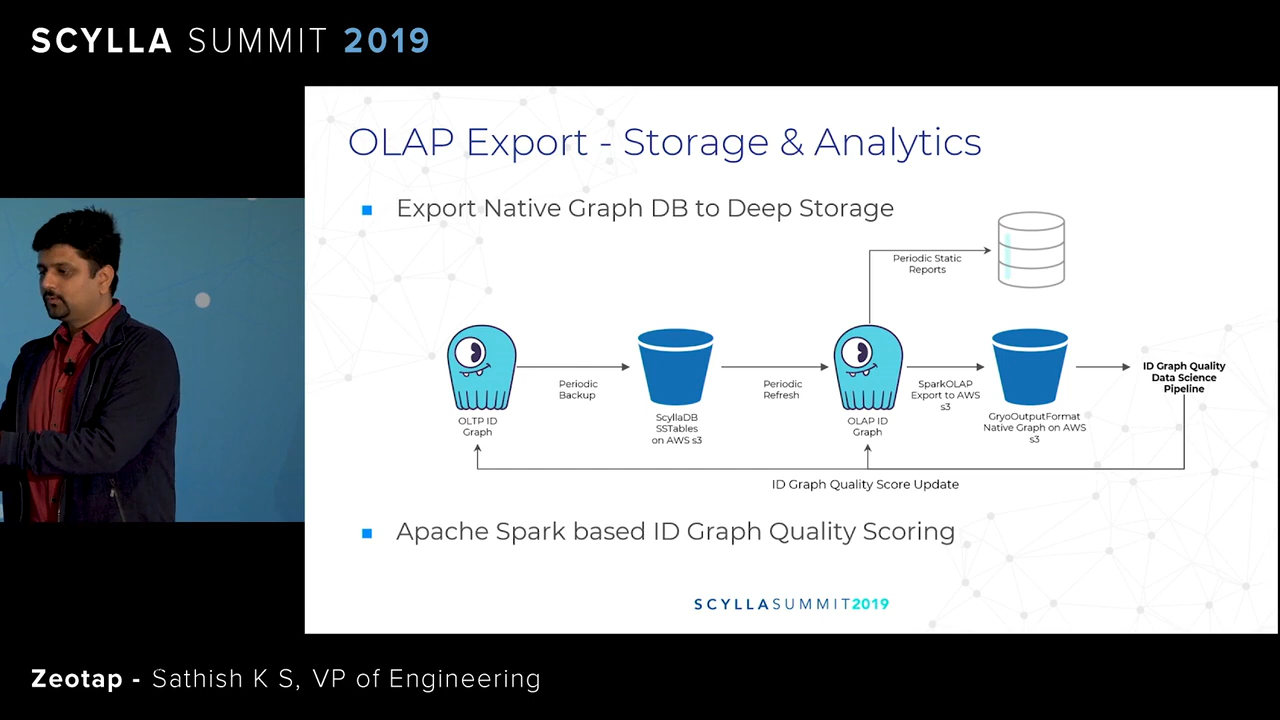 SCYLLA SUMMIT 2019
OLAP Export - Storage & Analytics
Export Native Graph DB to Deep Storage
Periodic Static
Reports
Periodic
Backup
Periodic
Refresh
SparkOLAP
Export to AWS
s3
ID Graph Quality
Data Science
Pipeline
OLTP ID
Graph
ScyllaDB
SSTables
on AWS s3
OLAP ID
Graph
GryoOutputFormat
Native Graph on AWS
s3
ID Graph Quality Score Update
Apache Spark based ID Graph Quality Scoring
SCYLLASUMMIT2019
Zeotap - Sathish K S, VP of Engineering